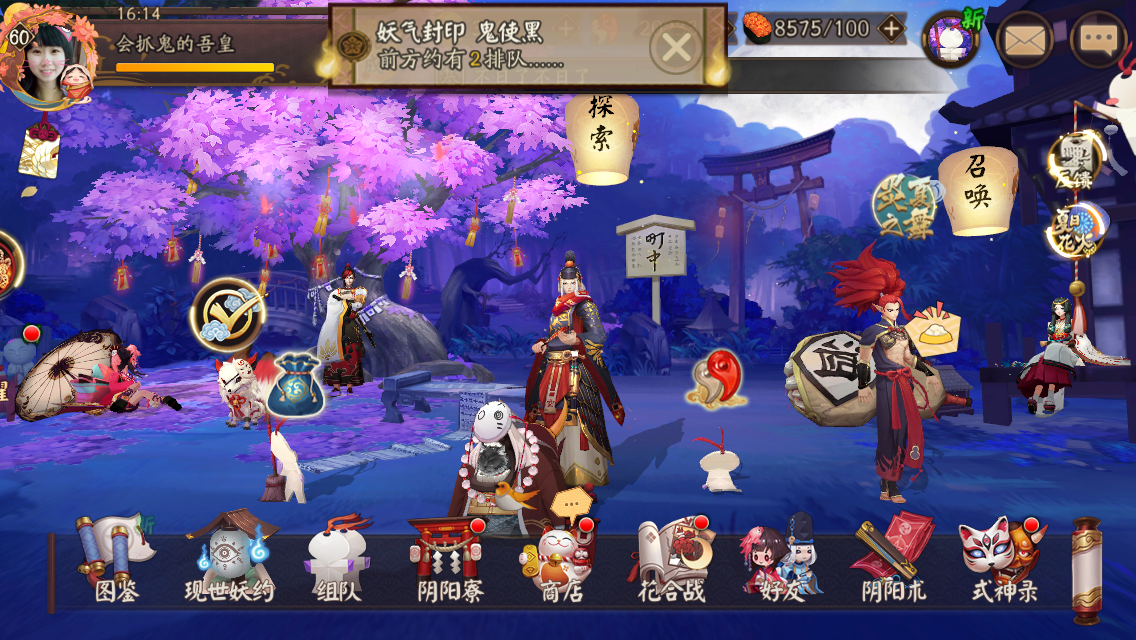 16:14
60
会抓鬼的吾皇
妖气封印 鬼使黑
前方约有2排队......
8575/100
新
探索
召唤
町中
反馈
之舞
图鉴
新
现世妖约
组队
阴阳寮
商店
花合战
好友
阴阳术
式神录